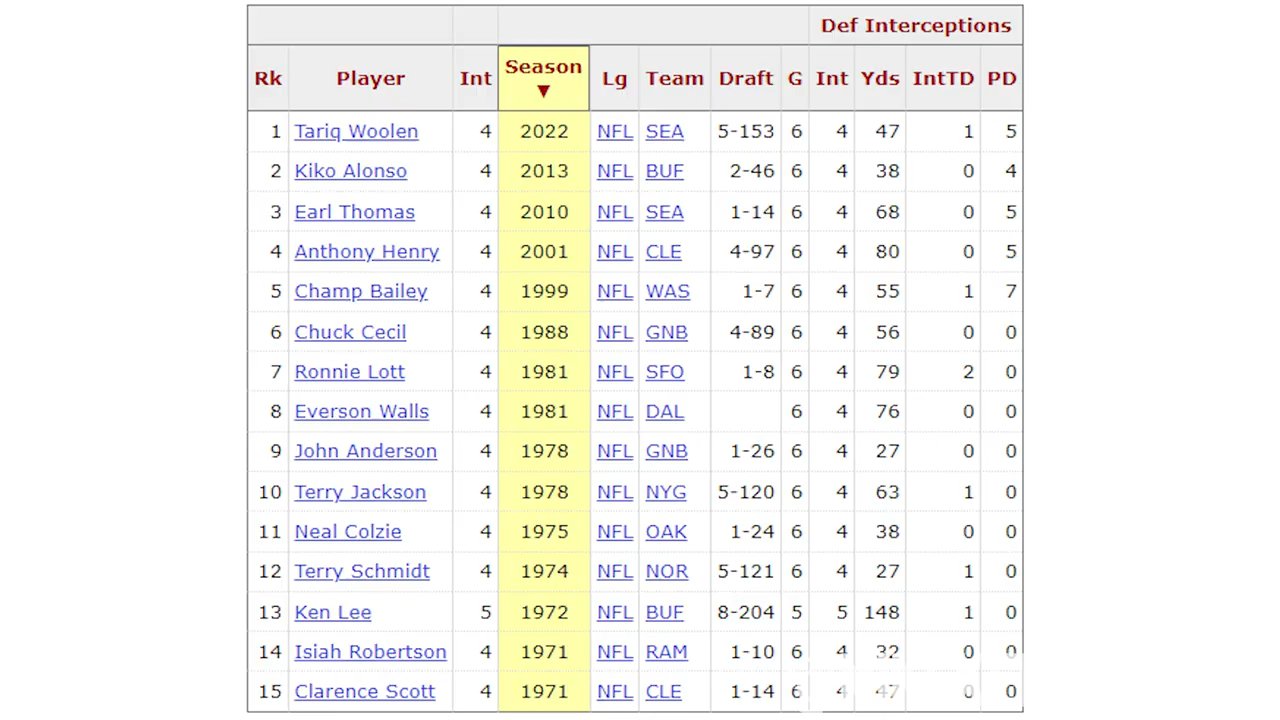 Def Interceptions
Rk Player Int Season ▼ Lg Team Draft G Int Yds IntTD PD
1 Tariq Woolen 4 2022 NFL SEA 5-153 6 4 47 1 5
2 Kiko Alonso 4 2013 NFL BUF 2-46 6 4 38 0 4
3 Earl Thomas 4 2010 NFL SEA 1-14 6 4 68 0 5
4 Anthony Henry 4 2001 NFL CLE 4-97 6 4 80 0 5
5 Champ Bailey 4 1999 NFL WAS 1-7 6 4 55 1 7
6 Chuck Cecil 4 1988 NFL GNB 4-89 6 4 56 0 0
7 Ronnie Lott 4 1981 NFL SFO 1-8 6 4 79 2 0
8 Everson Walls 4 1981 NFL DAL 6 4 76 0 0
9 John Anderson 4 1978 NFL GNB 1-26 6 4 27 0 0
10 Terry Jackson 4 1978 NFL NYG 5-120 6 4 63 1 0
11 Neal Colzie 4 1975 NFL OAK 1-24 6 4 38 0 0
12 Terry Schmidt 4 1974 NFL NOR 5-121 6 4 27 1 0
13 Ken Lee 5 1972 NFL BUF 8-204 5 5 148 1 0
14 Isiah Robertson 4 1971 NFL RAM 1-10 6 4 32 0 0
15 Clarence Scott 4 1971 NFL CLE 1-14 6 4 47 0 0